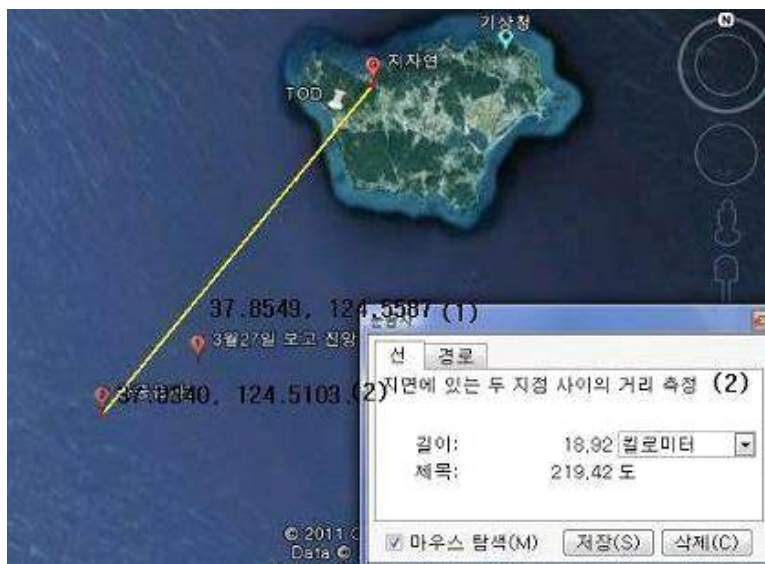 기상청
N
지자연
TOD
37.8549, 124.5587 (1)
3월27일 보고 진앙
37.8340, 124.5103 (2)
선 경로
지면에 있는 두 지점 사이의 거리 측정 (2)
길이: 18,92 킬로미터
제목: 219,42 도
마우스 탐색(M) 저장(S) 삭제(C)
© 2011
Data ©